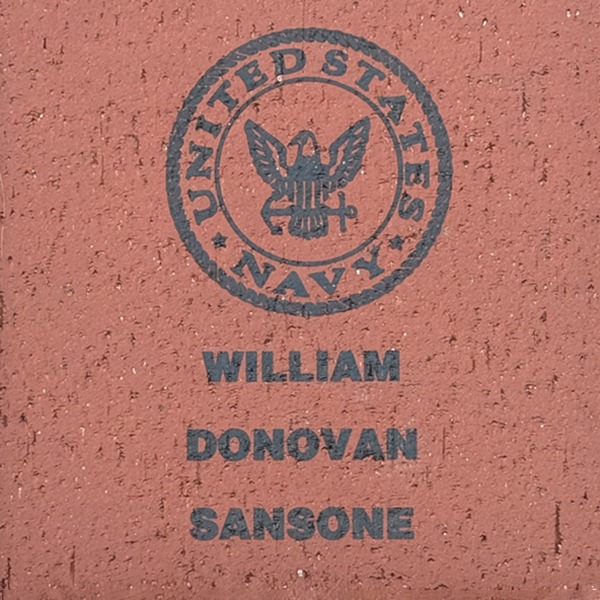 UNITED STATES
NAVY
WILLIAM
DONOVAN
SANSONE